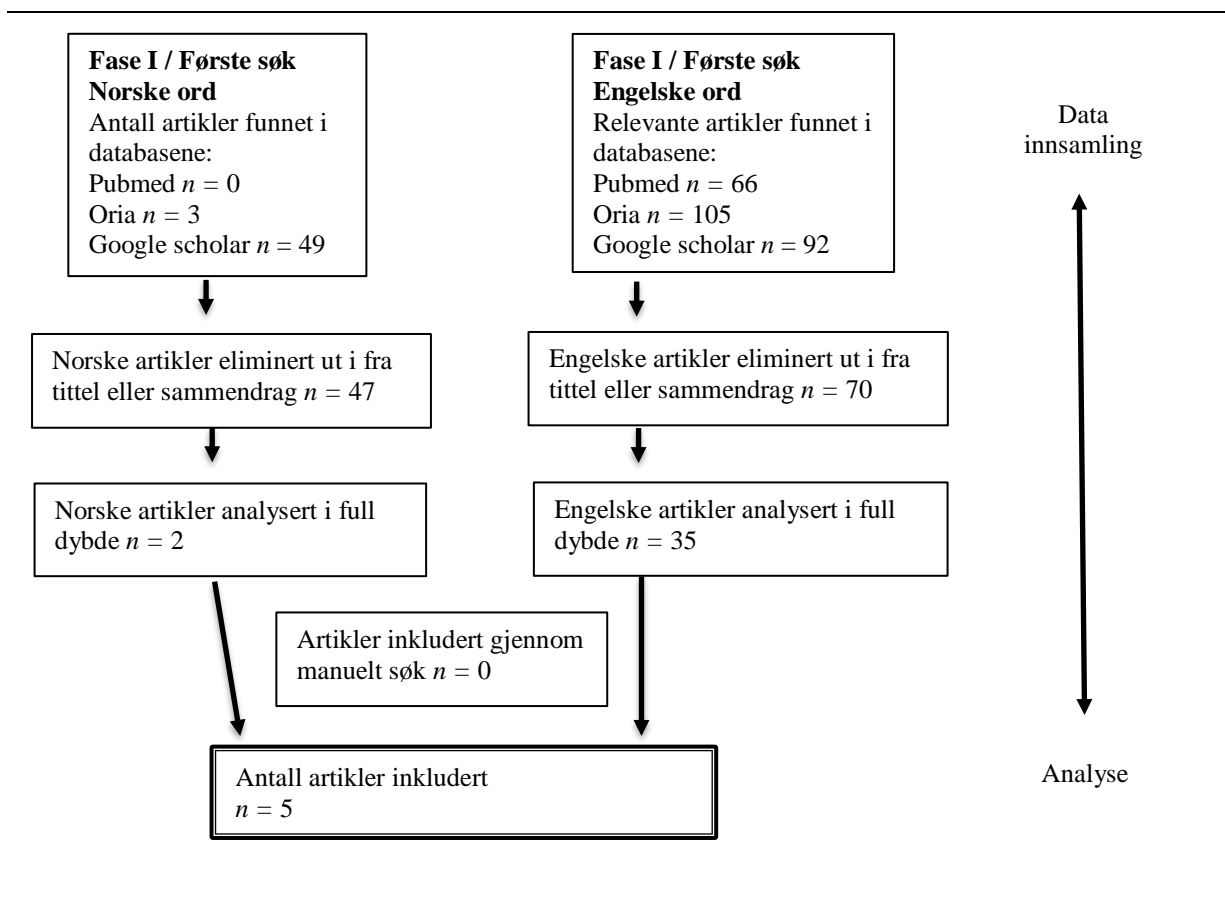 Fase I / Første søk
Norske ord
Antall artikler funnet i
databasene:
Pubmed n = 0
Oria n = 3
Google scholar n = 49
Fase I / Første søk
Engelske ord
Relevante artikler funnet i
databasene:
Pubmed n = 66
Oria n = 105
Google scholar n = 92
Data
innsamling
Norske artikler eliminert ut i fra
tittel eller sammendrag n = 47
Engelske artikler eliminert ut i fra
tittel eller sammendrag n = 70
Norske artikler analysert i full
dybde n = 2
Engelske artikler analysert i full
dybde n = 35
Artikler inkludert gjennom
manuelt søk n = 0
Antall artikler inkludert
n = 5
Analyse